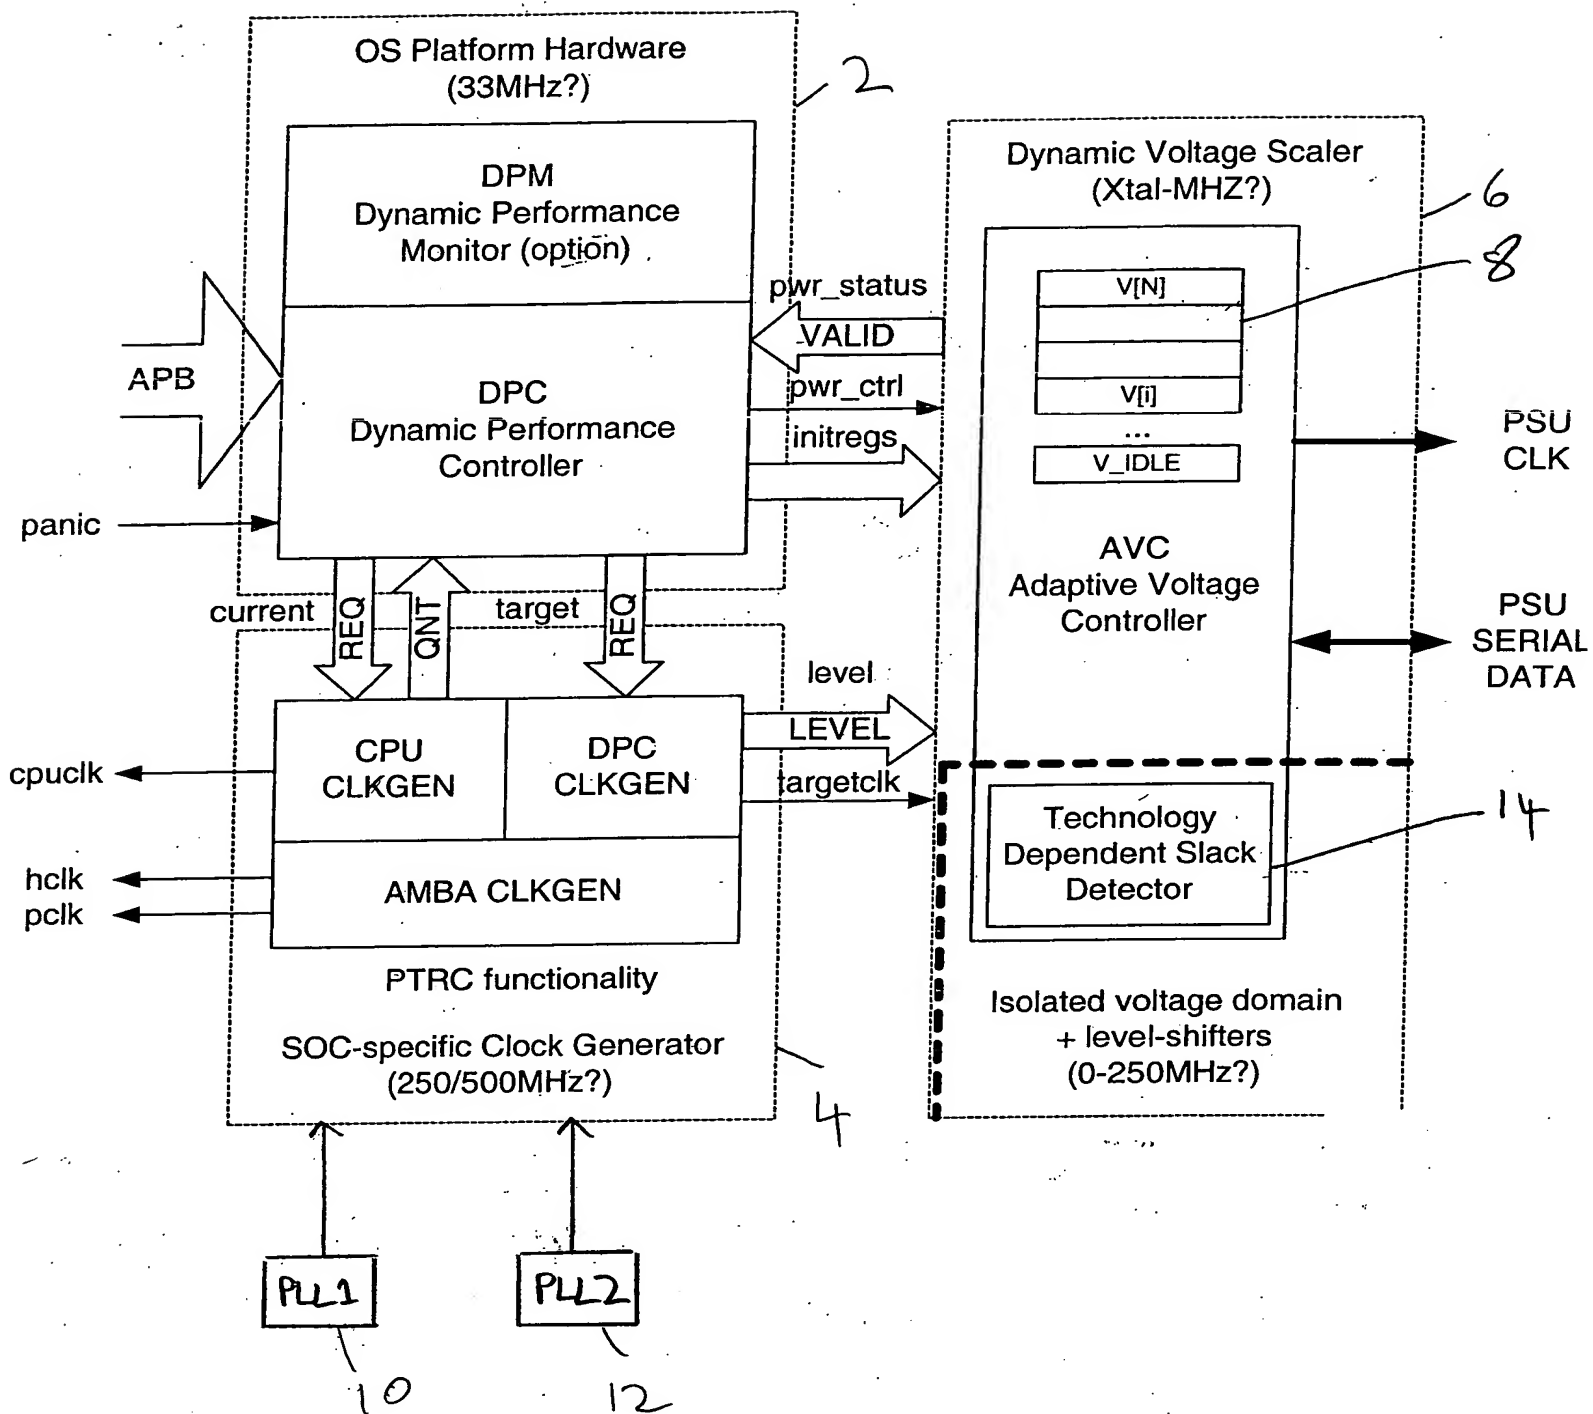 OS Platform Hardware
(33MHz?)
2
DPM
Dynamic Performance
Monitor (option)
APB
DPC
Dynamic Performance
Controller
panic
pwr_status
VALID
pwr_ctrl
initregs
current
REQ
QNT
target
REQ
Dynamic Voltage Scaler
(Xtal-MHZ?)
6
8
V[N]
V[i]
...
V_IDLE
AVC
Adaptive Voltage
Controller
PSU
CLK
PSU
SERIAL
DATA
level
LEVEL
targetclk
CPU
CLKGEN
DPC
CLKGEN
cpuclk
hclk
pclk
AMBA CLKGEN
PTRC functionality
SOC-specific Clock Generator
(250/500MHz?)
4
Technology
Dependent Slack
Detector
14
Isolated voltage domain
+ level-shifters
(0-250MHz?)
PLL1
PLL2
10
12